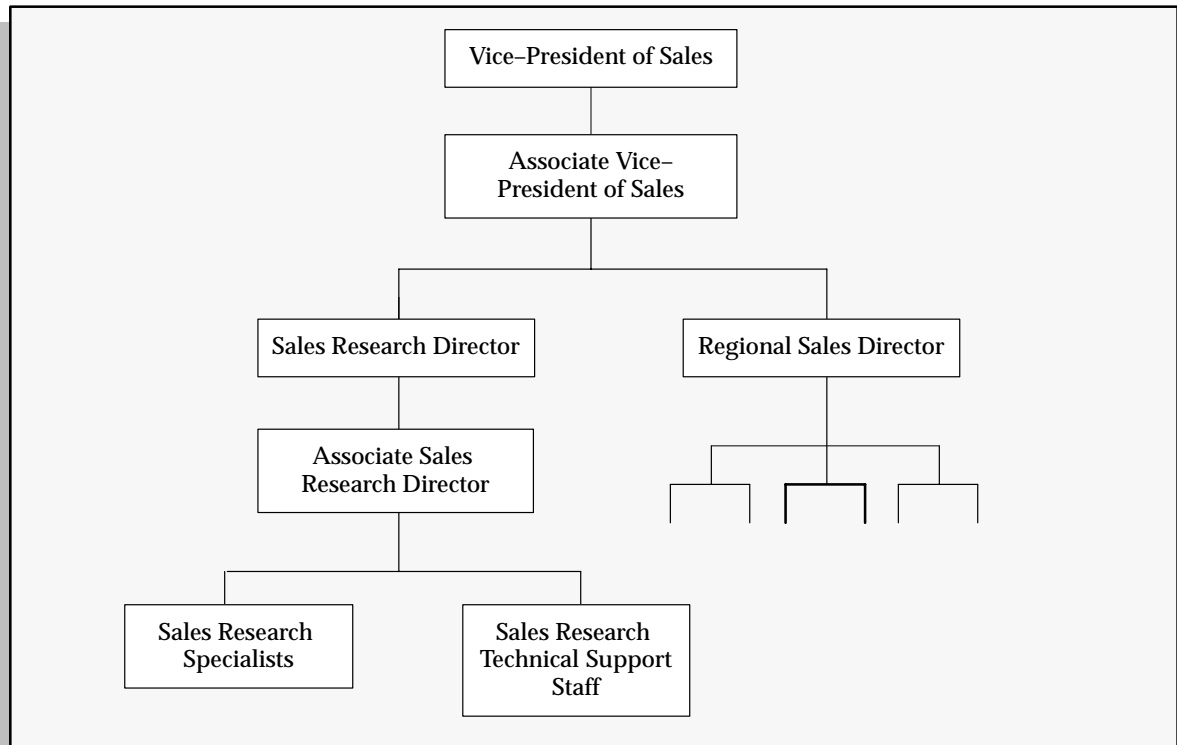 Vice–President of Sales
Associate Vice–
President of Sales
Sales Research Director
Regional Sales Director
Associate Sales
Research Director
Sales Research
Specialists
Sales Research
Technical Support
Staff